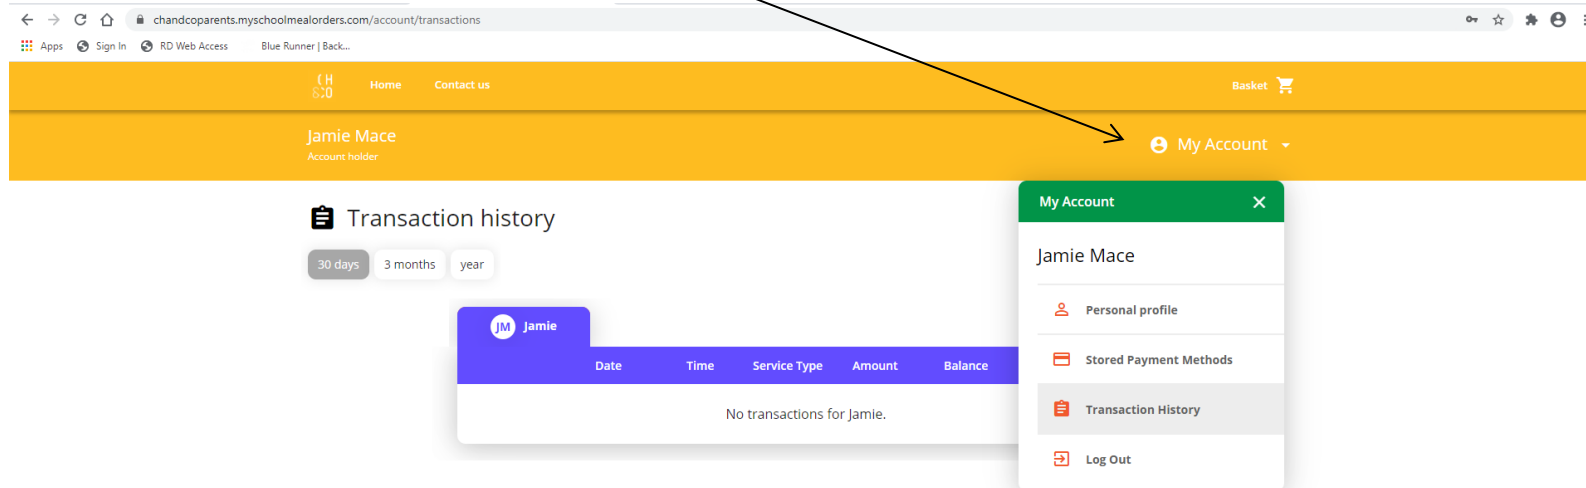 chandcoparents.myschoolmealorders.com/account/transactions
Apps Sign In RD Web Access Blue Runner | Back...
CH
&CO
Home Contact us Basket
Jamie Mace
Account holder
My Account
My Account
Transaction history
Jamie Mace
30 days 3 months year
Personal profile
JM Jamie
Date Time Service Type Amount Balance
Stored Payment Methods
No transactions for Jamie.
Transaction History
Log Out